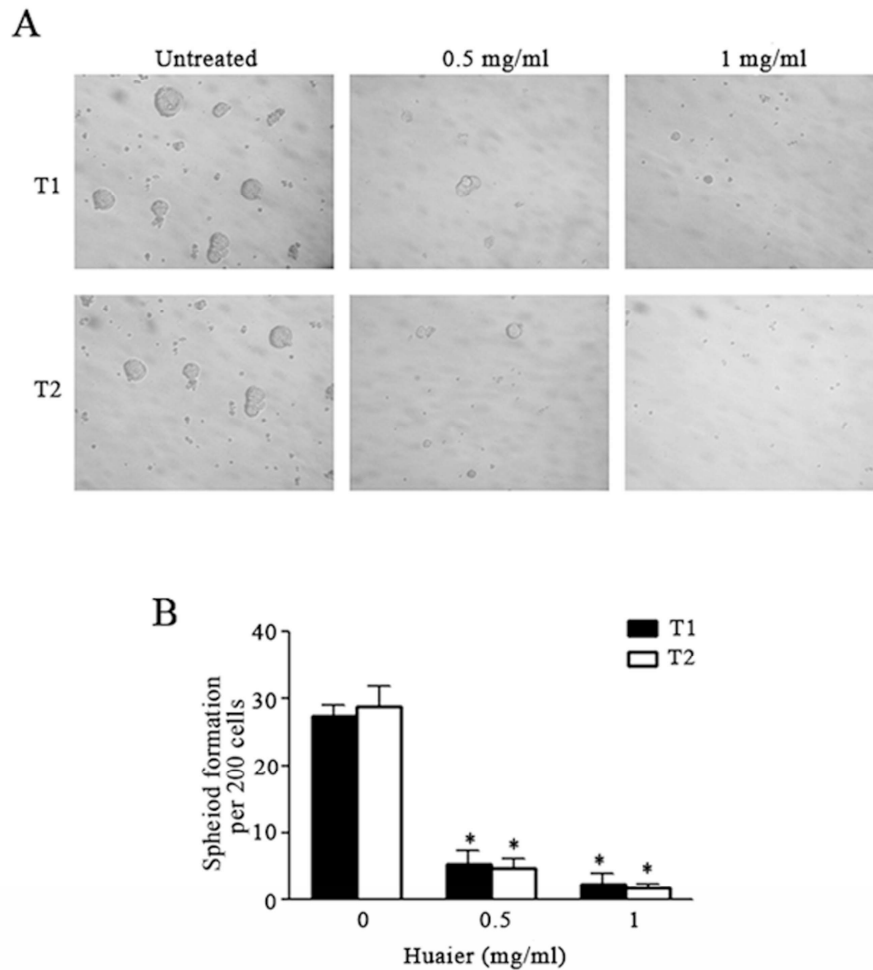 A
Untreated 0.5 mg/ml 1 mg/ml
T1
T2
B
T1
T2
Spheiod formation
per 200 cells
40
30
20
10
0
* * * *
0 0.5 1
Huaier (mg/ml)